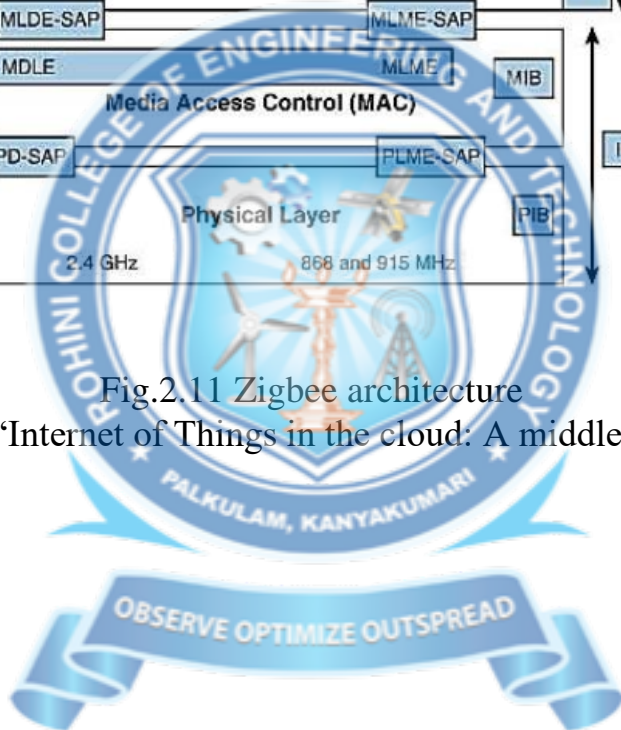 MLDE-SAP MLME-SAP
MDLE MLME MIB
Media Access Control (MAC)
PD-SAP PLME-SAP
Physical Layer PIB
2.4 GHz 868 and 915 MHz
Fig.2.11 Zigbee architecture
“Internet of Things in the cloud: A middle
ROHINI COLLEGE OF ENGINEERING AND TECHNOLOGY
PALKULAM, KANYAKUMARI
OBSERVE OPTIMIZE OUTSPREAD